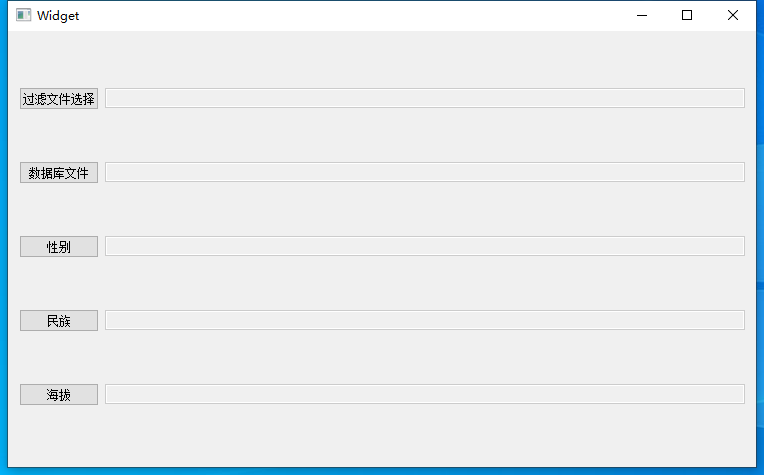 Widget
过滤文件选择
数据库文件
性别
民族
海拔